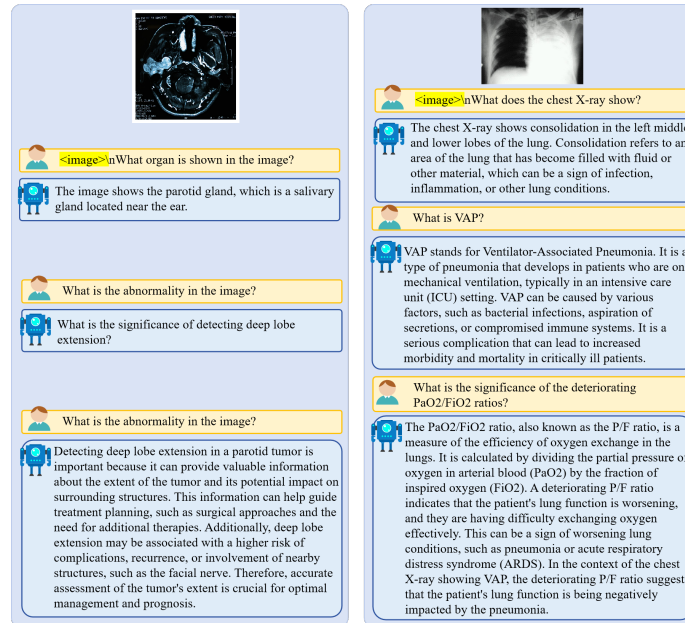 <image>\nWhat organ is shown in the image?
The image shows the parotid gland, which is a salivary
gland located near the ear.
What is the abnormality in the image?
What is the significance of detecting deep lobe
extension?
What is the abnormality in the image?
Detecting deep lobe extension in a parotid tumor is
important because it can provide valuable information
about the extent of the tumor and its potential impact on
surrounding structures. This information can help guide
treatment planning, such as surgical approaches and the
need for additional therapies. Additionally, deep lobe
extension may be associated with a higher risk of
complications, recurrence, or involvement of nearby
structures, such as the facial nerve. Therefore, accurate
assessment of the tumor's extent is crucial for optimal
management and prognosis.
<image>\nWhat does the chest X-ray show?
The chest X-ray shows consolidation in the left middle
and lower lobes of the lung. Consolidation refers to an
area of the lung that has become filled with fluid or
other material, which can be a sign of infection,
inflammation, or other lung conditions.
What is VAP?
VAP stands for Ventilator-Associated Pneumonia. It is a
type of pneumonia that develops in patients who are on
mechanical ventilation, typically in an intensive care
unit (ICU) setting. VAP can be caused by various
factors, such as bacterial infections, aspiration of
secretions, or compromised immune systems. It is a
serious complication that can lead to increased
morbidity and mortality in critically ill patients.
What is the significance of the deteriorating
PaO2/FiO2 ratios?
The PaO2/FiO2 ratio, also known as the P/F ratio, is a
measure of the efficiency of oxygen exchange in the
lungs. It is calculated by dividing the partial pressure of
oxygen in arterial blood (PaO2) by the fraction of
inspired oxygen (FiO2). A deteriorating P/F ratio
indicates that the patient's lung function is worsening,
and they are having difficulty exchanging oxygen
effectively. This can be a sign of worsening lung
conditions, such as pneumonia or acute respiratory
distress syndrome (ARDS). In the context of the chest
X-ray showing VAP, the deteriorating P/F ratio suggest
that the patient's lung function is being negatively
impacted by the pneumonia.